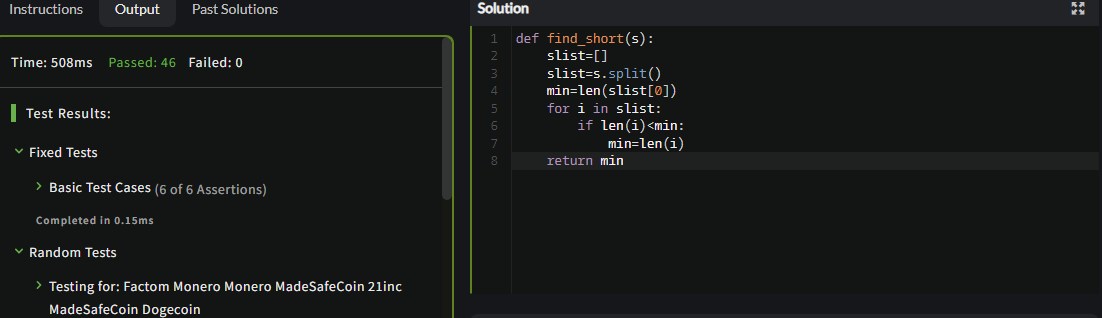 Instructions Output Past Solutions
Time: 508ms Passed: 46 Failed: 0
Test Results:
Fixed Tests
Basic Test Cases (6 of 6 Assertions)
Completed in 0.15ms
Random Tests
Testing for: Factom Monero Monero MadeSafeCoin 21inc
MadeSafeCoin Dogecoin
Solution
1 def find_short(s):
2     slist=[]
3     slist=s.split()
4     min=len(slist[0])
5     for i in slist:
6         if len(i)<min:
7             min=len(i)
8     return min